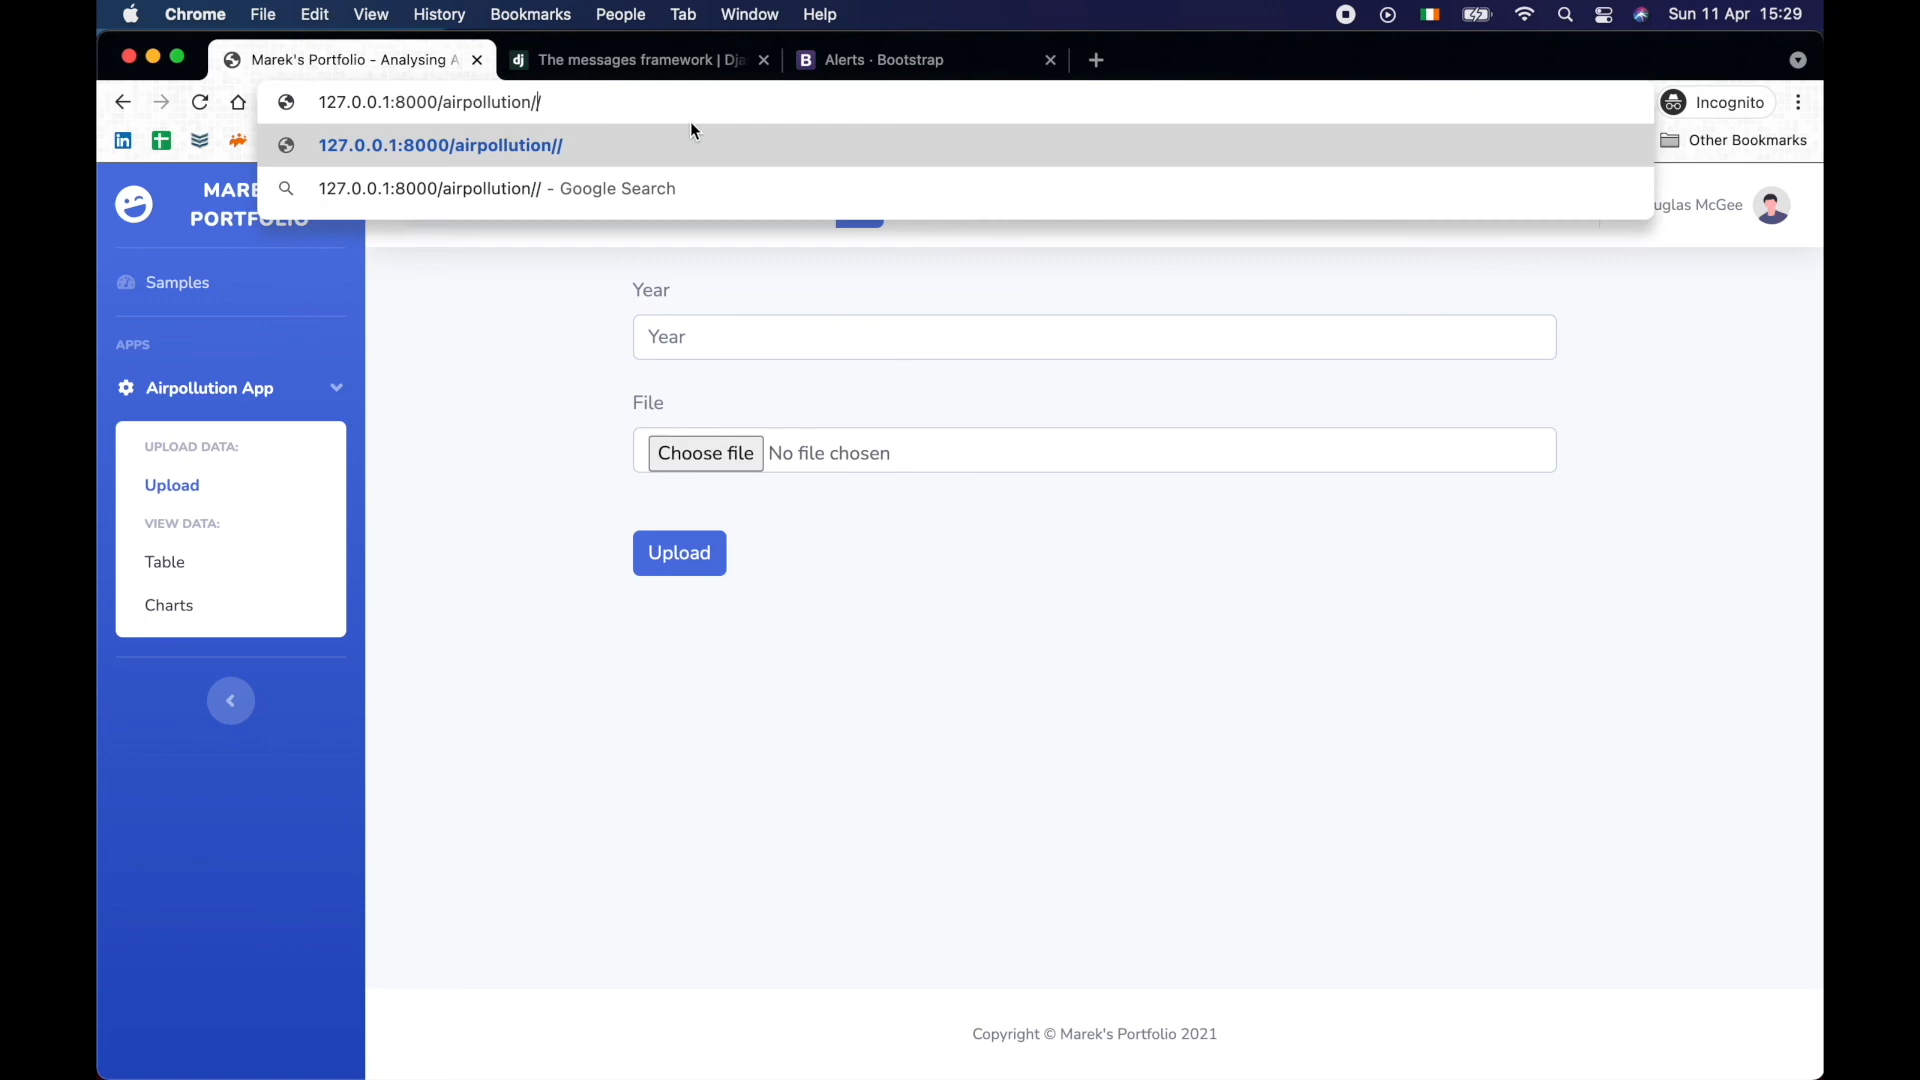 Chrome File Edit View History Bookmarks People Tab Window Help Sun 11 Apr 15:29
Marek's Portfolio - Analysing A The messages framework | Dja Alerts · Bootstrap
127.0.0.1:8000/airpollution// Incognito
127.0.0.1:8000/airpollution//
Other Bookmarks
127.0.0.1:8000/airpollution// - Google Search
MARE
PORTFOLIO
uglas McGee
Samples
APPS
Airpollution App
UPLOAD DATA:
Upload
VIEW DATA:
Table
Charts
Year
Year
File
Choose file No file chosen
Upload
Copyright © Marek's Portfolio 2021